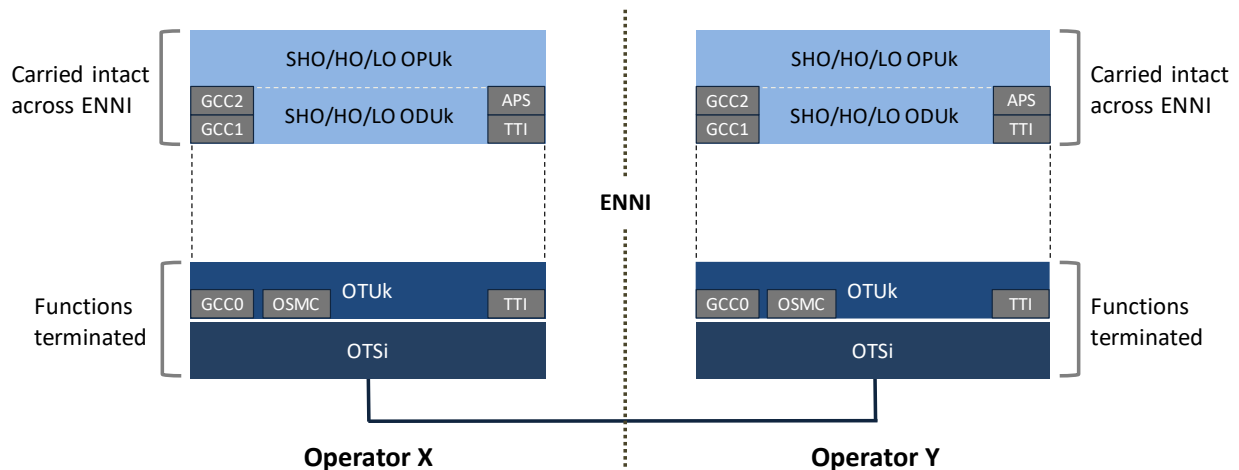 SHO/HO/LO OPUk
Carried intact
across ENNI
GCC2
APS
SHO/HO/LO ODUk
GCC1
TTI
SHO/HO/LO OPUk
GCC2
APS
SHO/HO/LO ODUk
GCC1
TTI
Carried intact
across ENNI
ENNI
Functions
terminated
OTUk
GCC0
OSMC
TTI
OTSi
OTUk
GCC0
OSMC
TTI
OTSi
Functions
terminated
Operator X
Operator Y